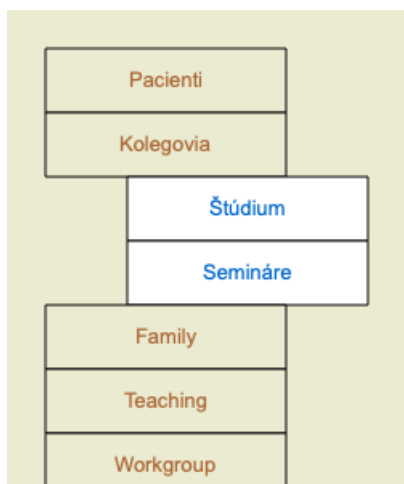 Pacienti
Kolegovia
Štúdium
Semináre
Family
Teaching
Workgroup